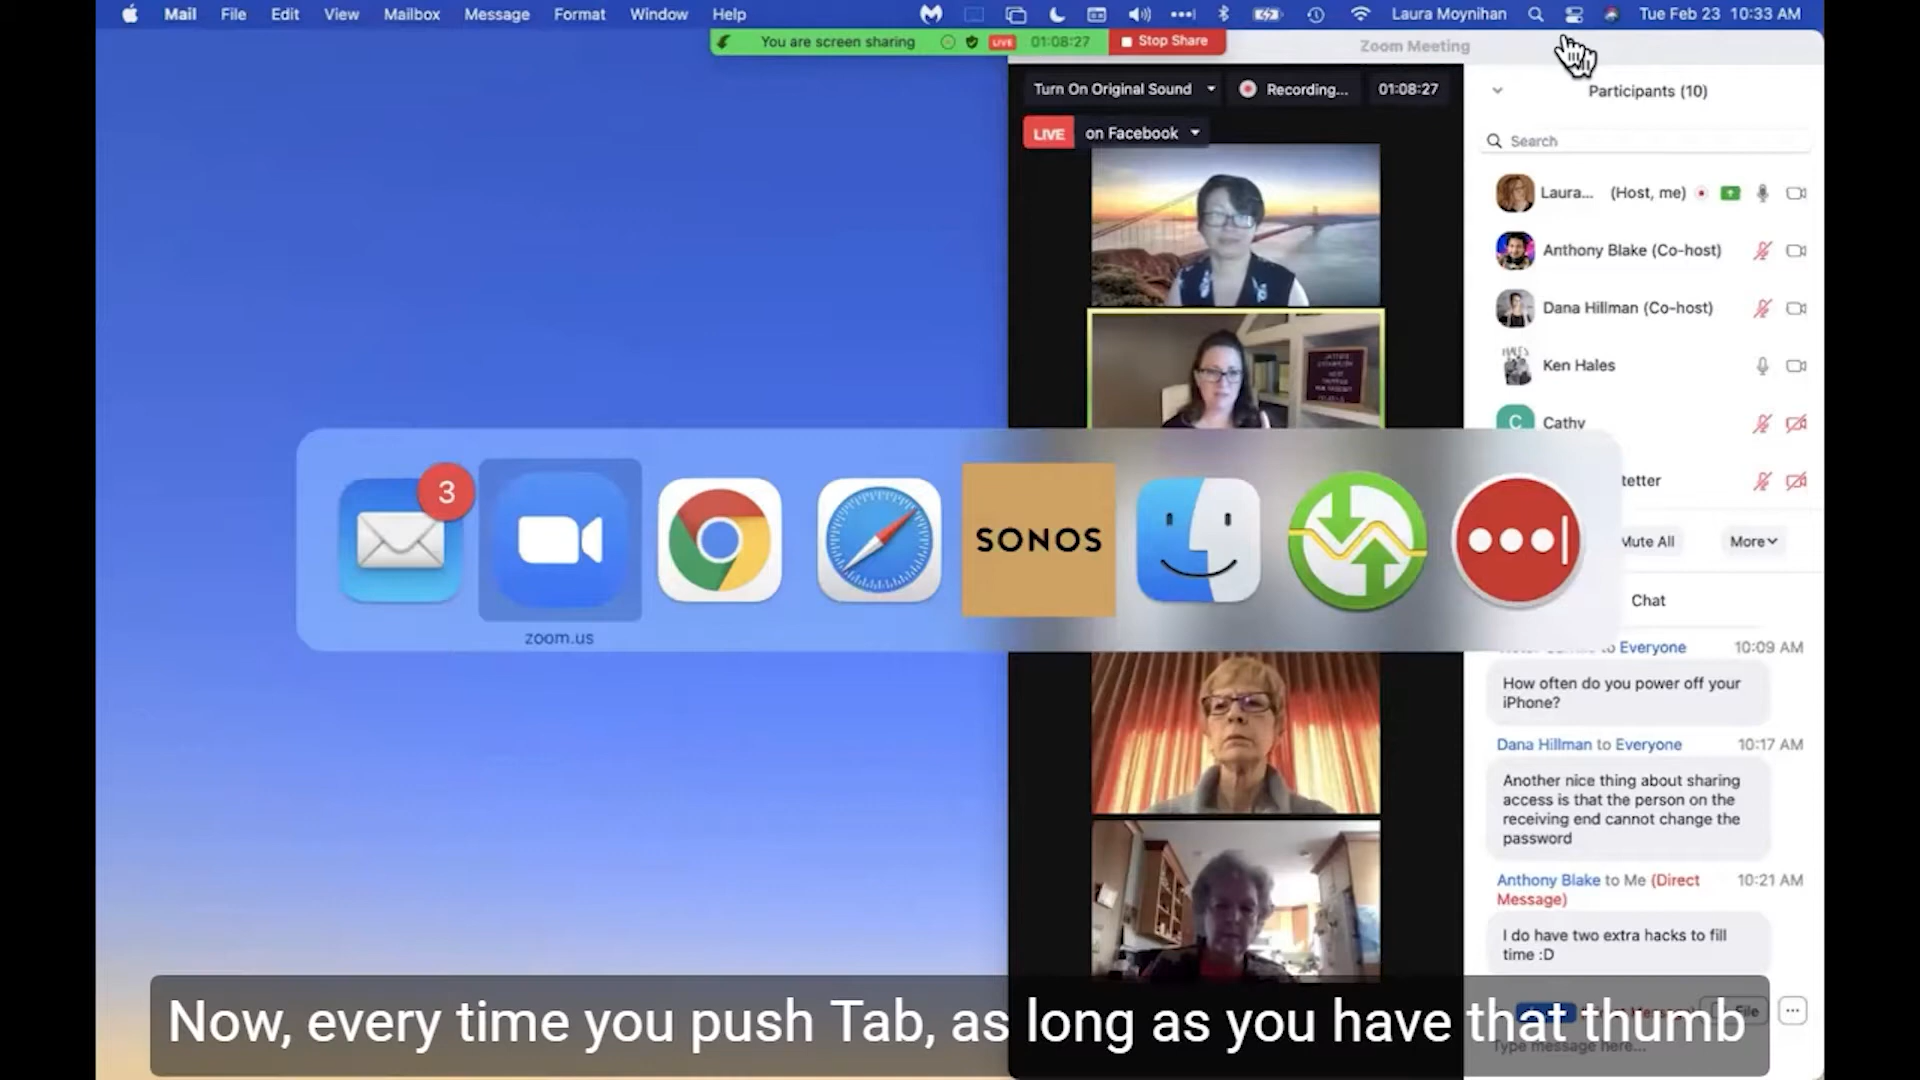 Mail File Edit View Mailbox Message Format Window Help Laura Moynihan Tue Feb 23 10:33 AM
You are screen sharing LIVE 01:08:27 Stop Share
Zoom Meeting
Turn On Original Sound Recording... 01:08:27
LIVE on Facebook
Participants (10)
Search
Laura... (Host, me)
Anthony Blake (Co-host)
Dana Hillman (Co-host)
Ken Hales
C Cathy
tetter
Mute All More
3
SONOS
zoom.us
Chat
to Everyone 10:09 AM
How often do you power off your
iPhone?
Dana Hillman to Everyone 10:17 AM
Another nice thing about sharing
access is that the person on the
receiving end cannot change the
password
Anthony Blake to Me (Direct
Message) 10:21 AM
I do have two extra hacks to fill
time :D
File
Type message here...
Now, every time you push Tab, as long as you have that thumb